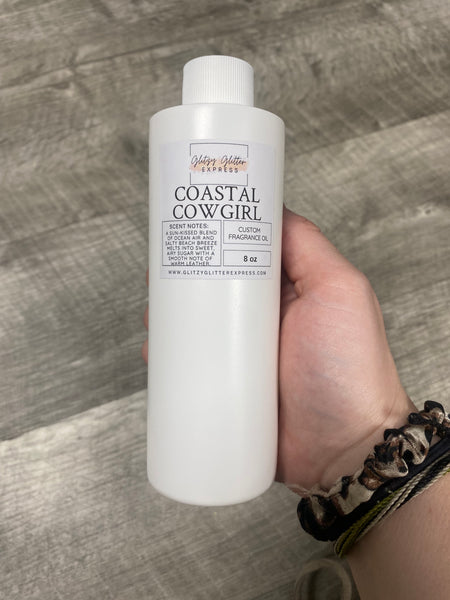 Glitzy Glitter
EXPRESS
COASTAL
COWGIRL
SCENT NOTES:
A SUN-KISSED BLEND
OF OCEAN AIR AND
SALTY BEACH BREEZE
MELTS INTO SWEET,
AIRY SUGAR WITH A
SMOOTH NOTE OF
WARM LEATHER.
CUSTOM
FRAGRANCE OIL
8 oz
WWW.GLITZYGLITTEREXPRESS.COM